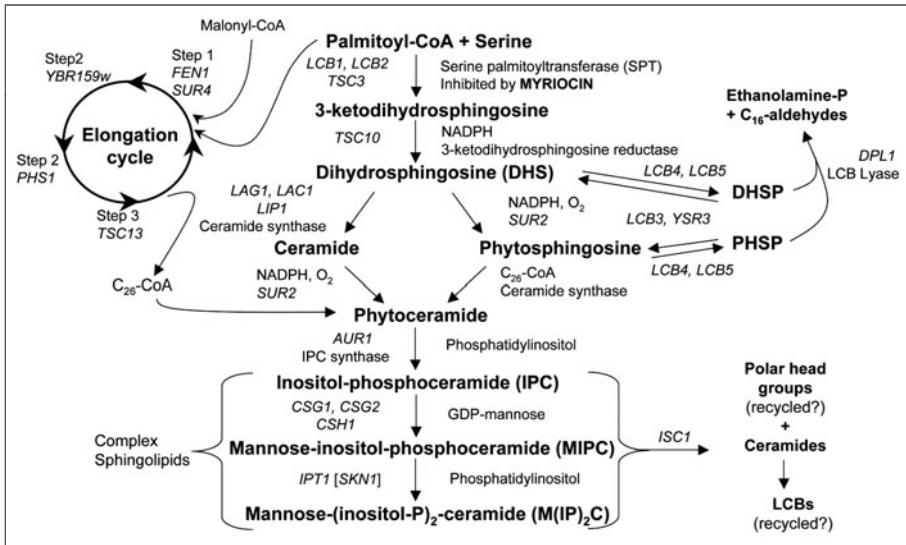 Malonyl-CoA
Palmitoyl-CoA + Serine
Step2
YBR159w
Step 1
FEN1
SUR4
LCB1, LCB2
TSC3
Serine palmitoyltransferase (SPT)
Inhibited by MYRIOCIN
Elongation
cycle
3-ketodihydrosphingosine
Ethanolamine-P
+ C16-aldehydes
TSC10
NADPH
3-ketodihydrosphingosine reductase
Step 2
PHS1
Dihydrosphingosine (DHS)
LCB4, LCB5
DPL1
LCB Lyase
DHSP
LAG1, LAC1
LIP1
Ceramide synthase
NADPH, O2
SUR2
LCB3, YSR3
Step 3
TSC13
Ceramide
Phytosphingosine
PHSP
LCB4, LCB5
C26-CoA
NADPH, O2
SUR2
C26-CoA
Ceramide synthase
Phytoceramide
AUR1
IPC synthase
Phosphatidylinositol
Inositol-phosphoceramide (IPC)
Polar head
groups
(recycled?)
+
Ceramides
CSG1, CSG2
CSH1
GDP-mannose
Complex
Sphingolipids
Mannose-inositol-phosphoceramide (MIPC)
ISC1
IPT1 [SKN1]
Phosphatidylinositol
LCBs
(recycled?)
Mannose-(inositol-P)2-ceramide (M(IP)2C)